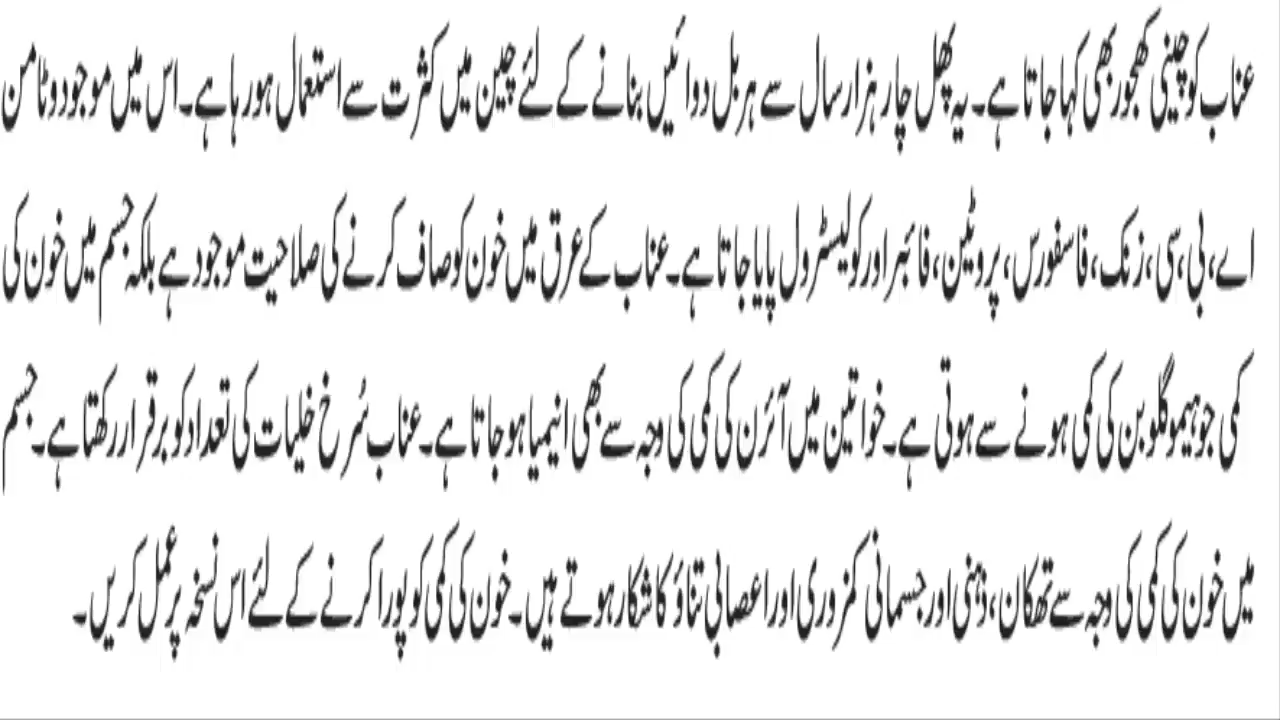 عناب کو چینی کھجور بھی کہا جاتا ہے۔ یہ پھل چار ہزار سال سے ہربل دوائیں بنانے کے لئے چین میں کثرت سے استعمال ہو رہا ہے۔ اس میں موجود وٹامن
اے، بی، سی، زنک، فاسفورس، پروٹین، فائبر اور کولیسٹرول پایا جاتا ہے۔ عناب کے عرق میں خون کو صاف کرنے کی صلاحیت موجود ہے بلکہ جسم میں خون کی
کمی جو ہیموگلوبن کی کمی ہونے سے ہوتی ہے۔ خواتین میں آئرن کی کمی کی وجہ سے بھی انیمیا ہو جاتا ہے۔ عناب سُرخ خلیات کی تعداد کو برقرار رکھتا ہے۔ جسم
میں خون کی کمی کی وجہ سے تھکان، ذہنی اور جسمانی کمزوری اور اعصابی تناؤ کا شکار ہوتے ہیں۔ خون کی کمی کو پورا کرنے کے لئے اس نسخہ پر عمل کریں۔